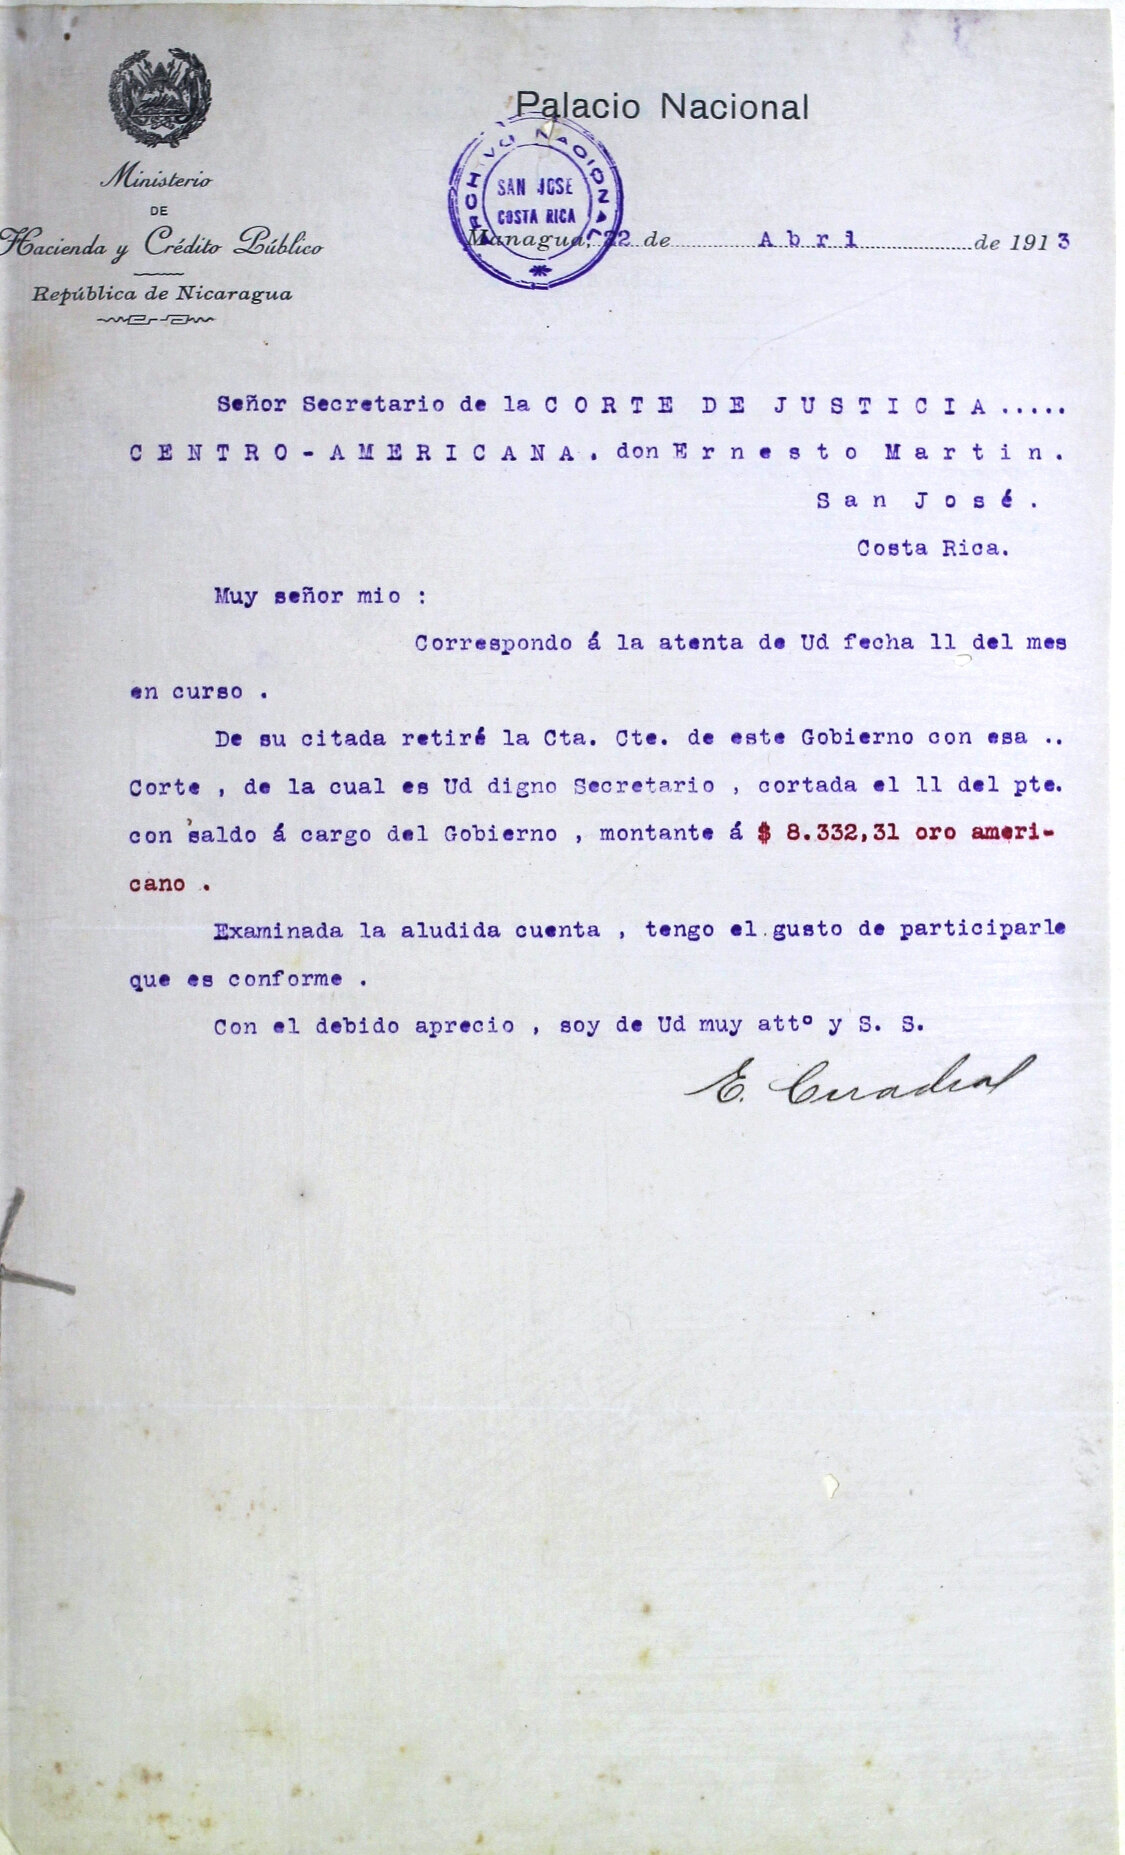 Palacio Nacional
Ministerio
DE
Hacienda y Crédito Público
República de Nicaragua
ARCHIVO NACIONAL
SAN JOSE
COSTA RICA
Managua, 22 de Abril de 1913
Señor Secretario de la CORTE DE JUSTICIA.....
CENTRO-AMERICANA. don Ernesto Martin.
San José.
Costa Rica.
Muy señor mio :
Correspondo á la atenta de Ud fecha 11 del mes
en curso .
De su citada retiré la Cta. Cte. de este Gobierno con esa ..
Corte , de la cual es Ud digno Secretario , cortada el 11 del pte.
con saldo á cargo del Gobierno , montante á $ 8.332,31 oro ameri-
cano .
Examinada la aludida cuenta , tengo el gusto de participarle
que es conforme .
Con el debido aprecio , soy de Ud muy attº y S. S.
E. Cuadra